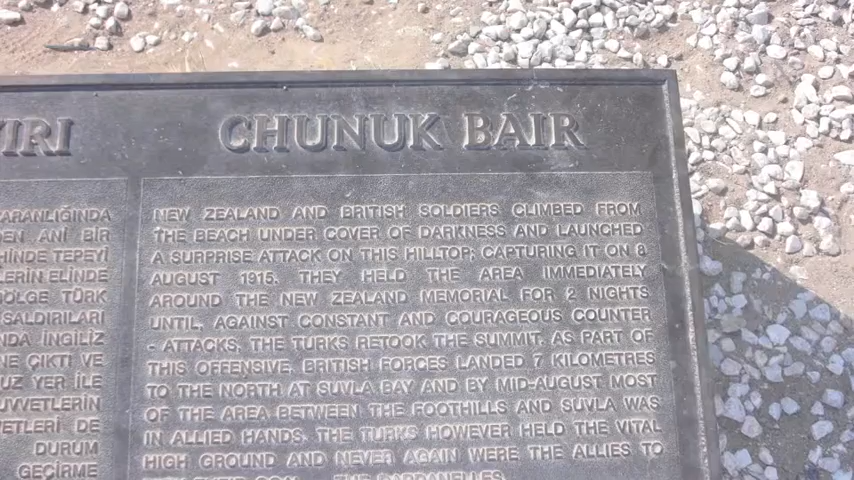 YIRI
CHUNUK BAIR
ARANLIĞINDA
DEN ANİ BİR
HİNDE TEPEYİ
LERİN ELİNDE
BÖLGE TÜRK
SALDIRILARI
NDA İNGİLİZ
E ÇIKTI VE
UZ YER İLE
UVVETLERİN
ETLERİ BU
DURUM
GEÇİRME
NEW ZEALAND AND BRITISH SOLDIERS CLIMBED FROM
THE BEACH UNDER COVER OF DARKNESS AND LAUNCHED
A SURPRISE ATTACK ON THIS HILLTOP, CAPTURING IT ON 8
AUGUST 1915. THEY HELD THE AREA IMMEDIATELY
AROUND THE NEW ZEALAND MEMORIAL FOR 2 NIGHTS
UNTIL, AGAINST CONSTANT AND COURAGEOUS COUNTER
-ATTACKS, THE TURKS RETOOK THE SUMMIT. AS PART OF
THIS OFFENSIVE, BRITISH FORCES LANDED 7 KILOMETRES
TO THE NORTH AT SUVLA BAY AND BY MID-AUGUST MOST
OF THE AREA BETWEEN THE FOOTHILLS AND SUVLA WAS
IN ALLIED HANDS. THE TURKS HOWEVER HELD THE VITAL
HIGH GROUND AND NEVER AGAIN WERE THE ALLIES TO
THE DARDANELLES